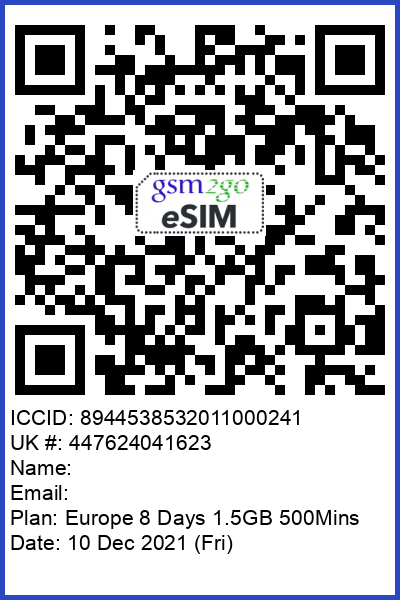 gsm2go
eSIM
ICCID: 8944538532011000241
UK #: 447624041623
Name:
Email:
Plan: Europe 8 Days 1.5GB 500Mins
Date: 10 Dec 2021 (Fri)